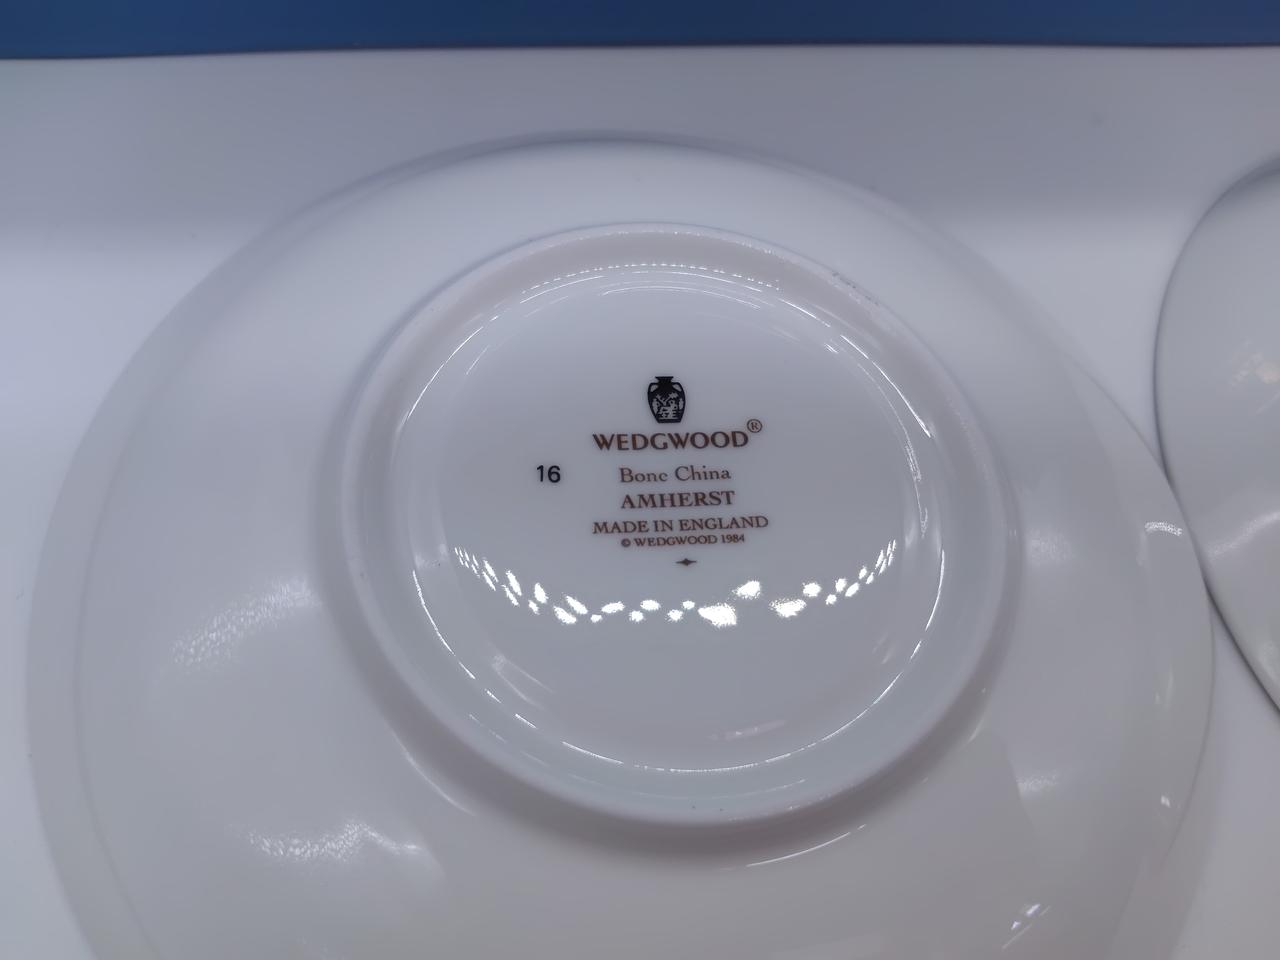 WEDGWOOD®
16
Bone China
AMHERST
MADE IN ENGLAND
© WEDGWOOD 1984